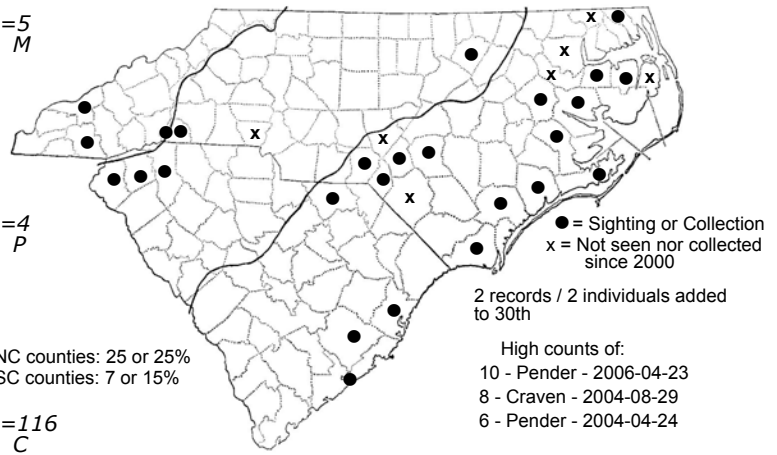 =5
M
=4
P
● = Sighting or Collection
x = Not seen nor collected
since 2000
2 records / 2 individuals added
to 30th
NC counties: 25 or 25%
SC counties: 7 or 15%
High counts of:
10 - Pender - 2006-04-23
8 - Craven - 2004-08-29
6 - Pender - 2004-04-24
=116
C